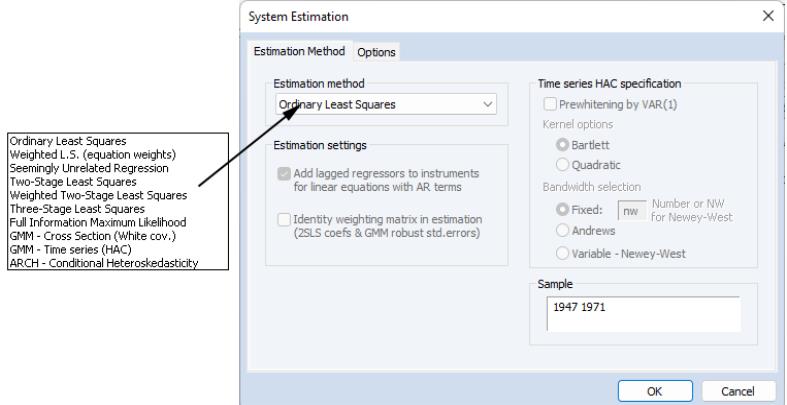 System Estimation
Estimation Method
Options
Estimation method
Ordinary Least Squares
Estimation settings
Add lagged regressors to instruments
for linear equations with AR terms
Identity weighting matrix in estimation
(2SLS coefs & GMM robust std.errors)
Time series HAC specification
Prewhitening by VAR(1)
Kernel options
Bartlett
Quadratic
Bandwidth selection
Fixed: nw Number or NW
for Newey-West
Andrews
Variable - Newey-West
Sample
1947 1971
OK
Cancel
Ordinary Least Squares
Weighted L.S. (equation weights)
Seemingly Unrelated Regression
Two-Stage Least Squares
Weighted Two-Stage Least Squares
Three-Stage Least Squares
Full Information Maximum Likelihood
GMM - Cross Section (White cov.)
GMM - Time series (HAC)
ARCH - Conditional Heteroskedasticity